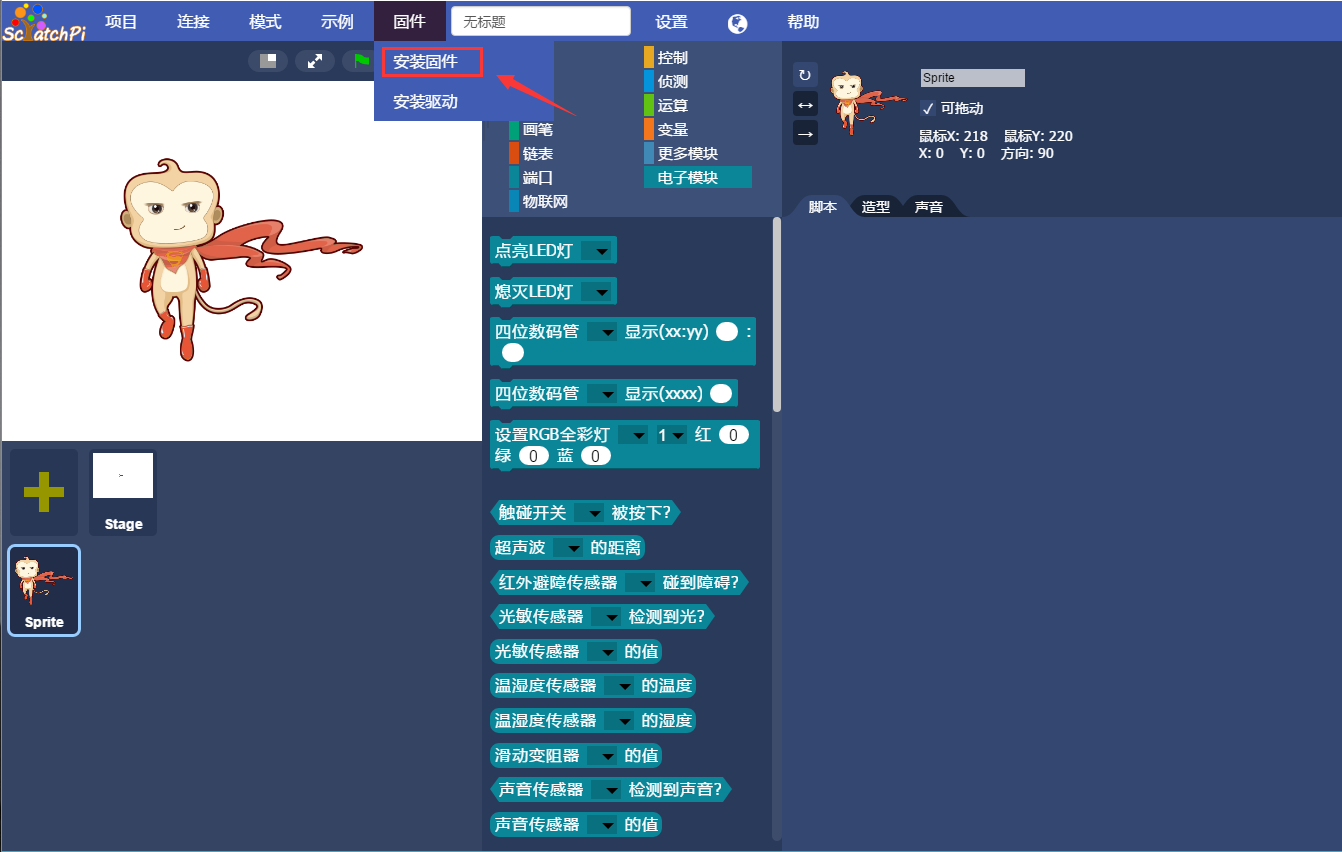 ScratchPi 项目 连接 模式 示例 固件 无标题 设置 帮助
安装固件
安装驱动
画笔
链表
端口
物联网
控制
侦测
运算
变量
更多模块
电子模块
点亮LED灯
熄灭LED灯
四位数码管 显示(xx:yy) :
四位数码管 显示(xxxx)
设置RGB全彩灯 1 红 0
绿 0 蓝 0
触碰开关 被按下?
超声波 的距离
红外避障传感器 碰到障碍?
光敏传感器 检测到光?
光敏传感器 的值
温湿度传感器 的温度
温湿度传感器 的湿度
滑动变阻器 的值
声音传感器 检测到声音?
声音传感器 的值
Sprite
可拖动
鼠标X: 218 鼠标Y: 220
X: 0 Y: 0 方向: 90
脚本 造型 声音
Stage
Sprite